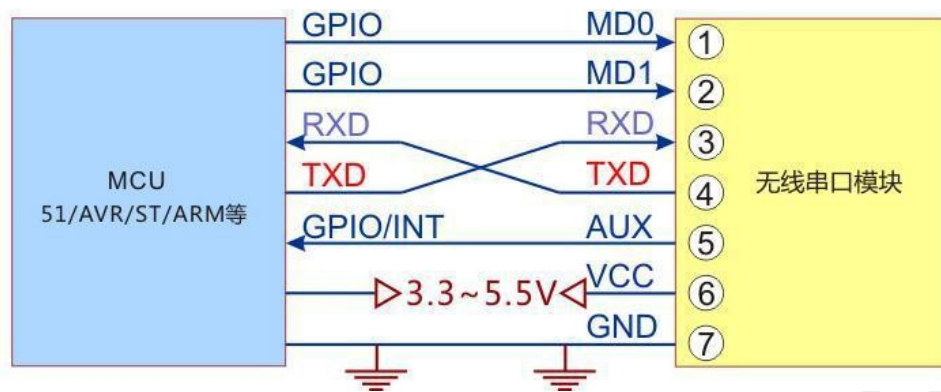 GPIO MD0 ①
GPIO MD1 ②
RXD RXD ③
MCU TXD TXD ④ 无线串口模块
51/AVR/ST/ARM等
GPIO/INT AUX ⑤
3.3~5.5V VCC ⑥
GND ⑦